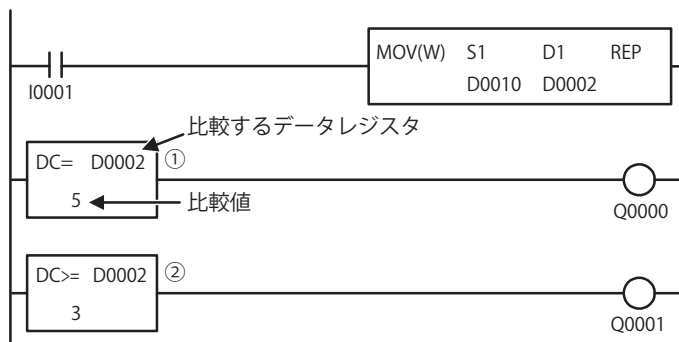 MOV(W) S1 D1 REP
D0010 D0002
I0001
比較するデータレジスタ
DC= D0002 ①
5 比較値
Q0000
DC>= D0002 ②
3
Q0001